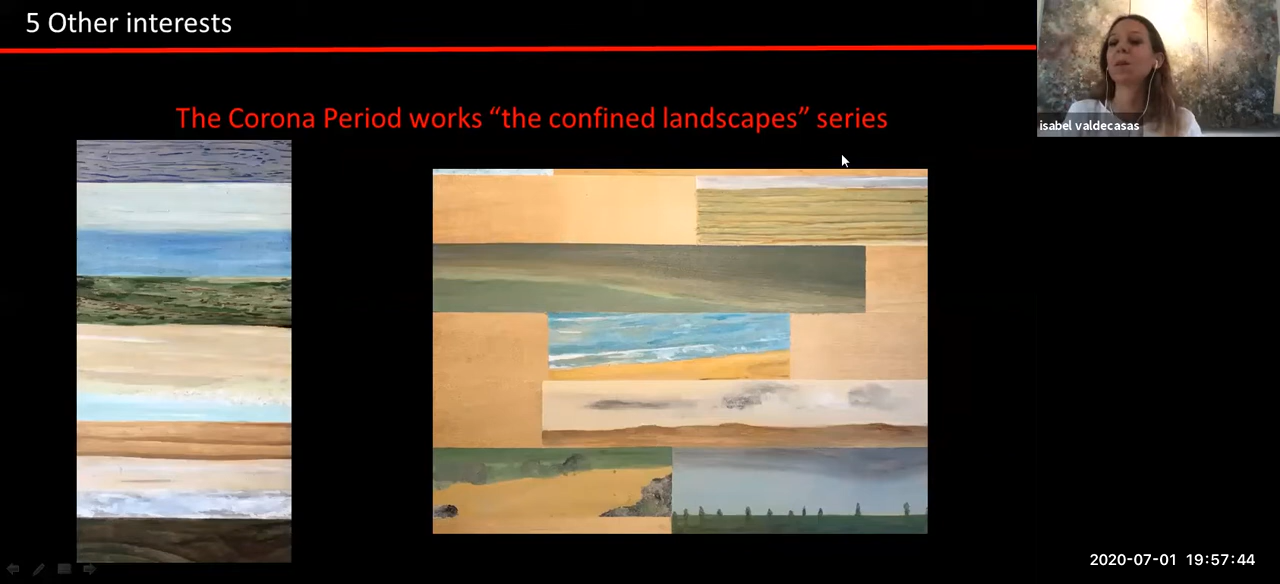 5 Other interests
The Corona Period works “the confined landscapes” series
isabel valdecasas
2020-07-01 19:57:44